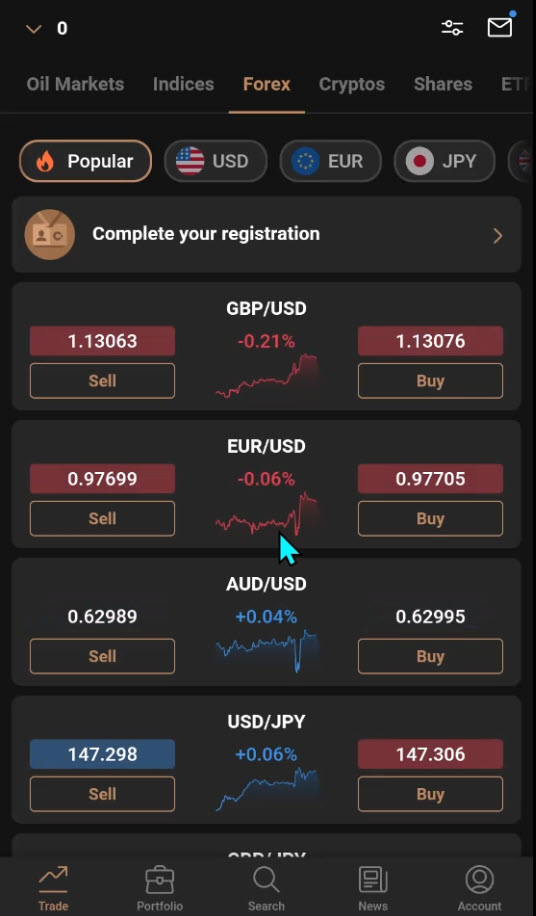 0
Oil Markets Indices Forex Cryptos Shares
Popular USD EUR JPY
Complete your registration
GBP/USD
1.13063 -0.21% 1.13076
Sell Buy
EUR/USD
0.97699 -0.06% 0.97705
Sell Buy
AUD/USD
0.62989 +0.04% 0.62995
Sell Buy
USD/JPY
147.298 +0.06% 147.306
Sell Buy
Trade Portfolio Search News Account